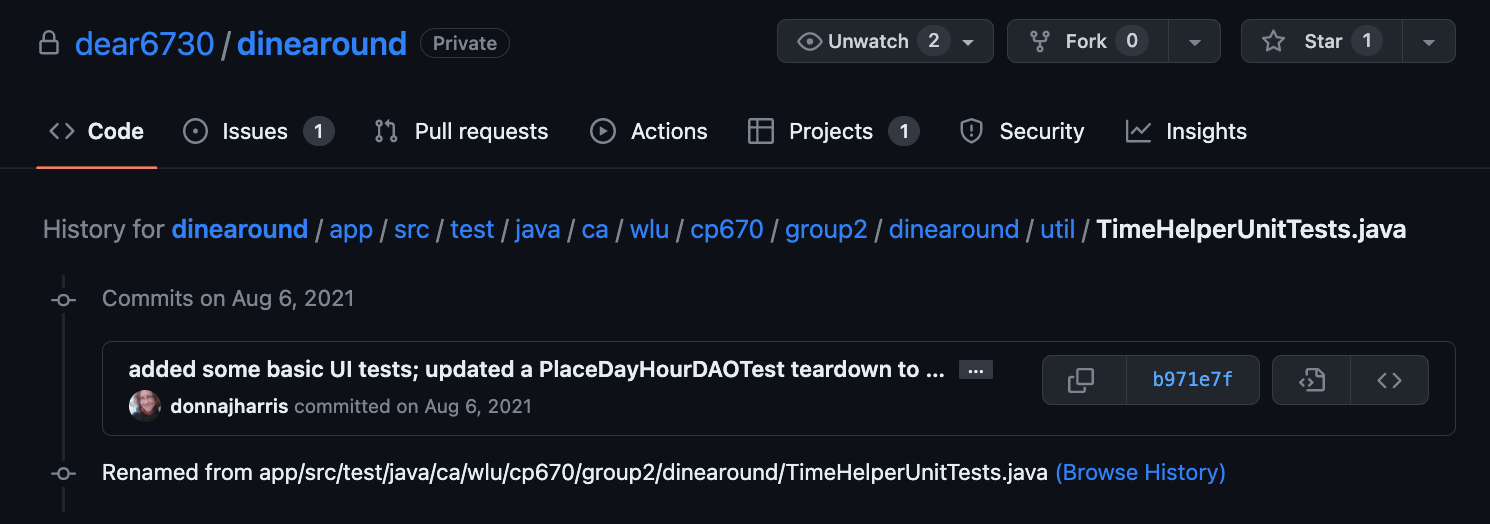 dear6730 / dinearound Private Unwatch 2 Fork 0 Star 1
Code Issues 1 Pull requests Actions Projects 1 Security Insights
History for dinearound / app / src / test / java / ca / wlu / cp670 / group2 / dinearound / util / TimeHelperUnitTests.java
Commits on Aug 6, 2021
added some basic UI tests; updated a PlaceDayHourDAOTest teardown to ... ...
b971e7f
donnajharris committed on Aug 6, 2021
Renamed from app/src/test/java/ca/wlu/cp670/group2/dinearound/TimeHelperUnitTests.java (Browse History)